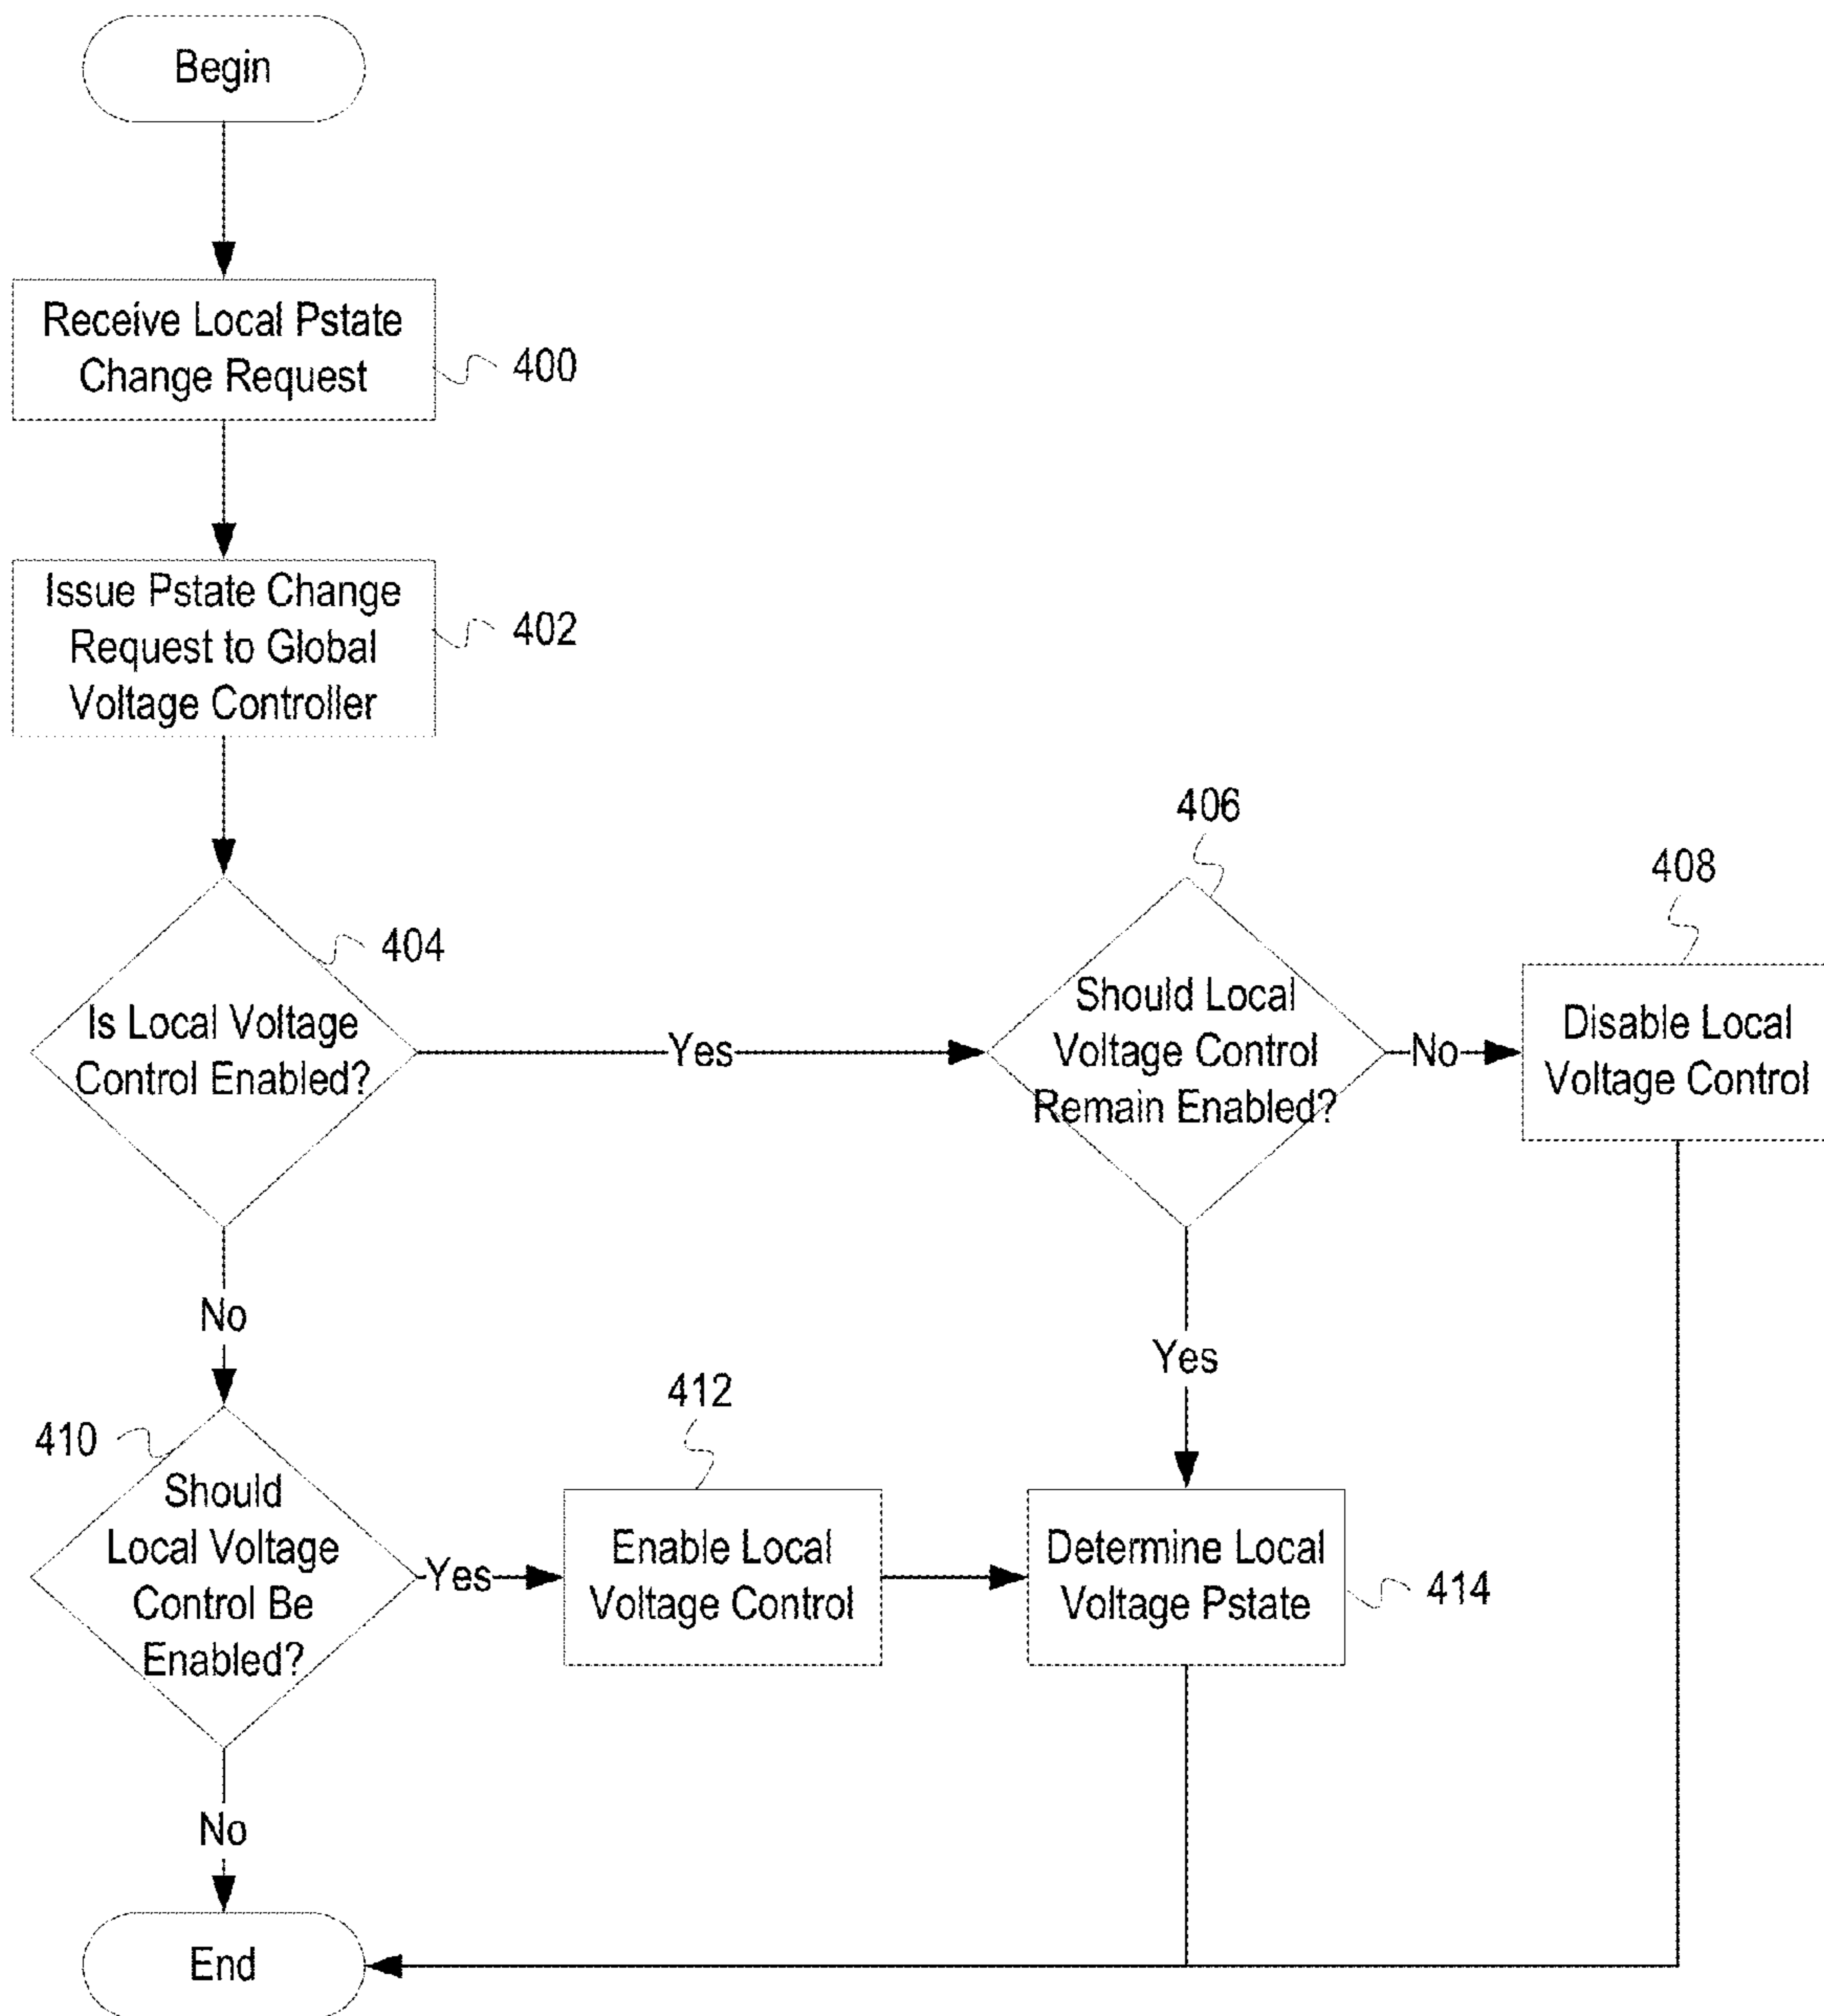 Begin
Receive Local Pstate
Change Request
400
Issue Pstate Change
Request to Global
Voltage Controller
402
404
Is Local Voltage
Control Enabled?
Yes
406
Should Local
Voltage Control
Remain Enabled?
No
408
Disable Local
Voltage Control
No
Yes
410
Should
Local Voltage
Control Be
Enabled?
Yes
412
Enable Local
Voltage Control
Determine Local
Voltage Pstate
414
No
End